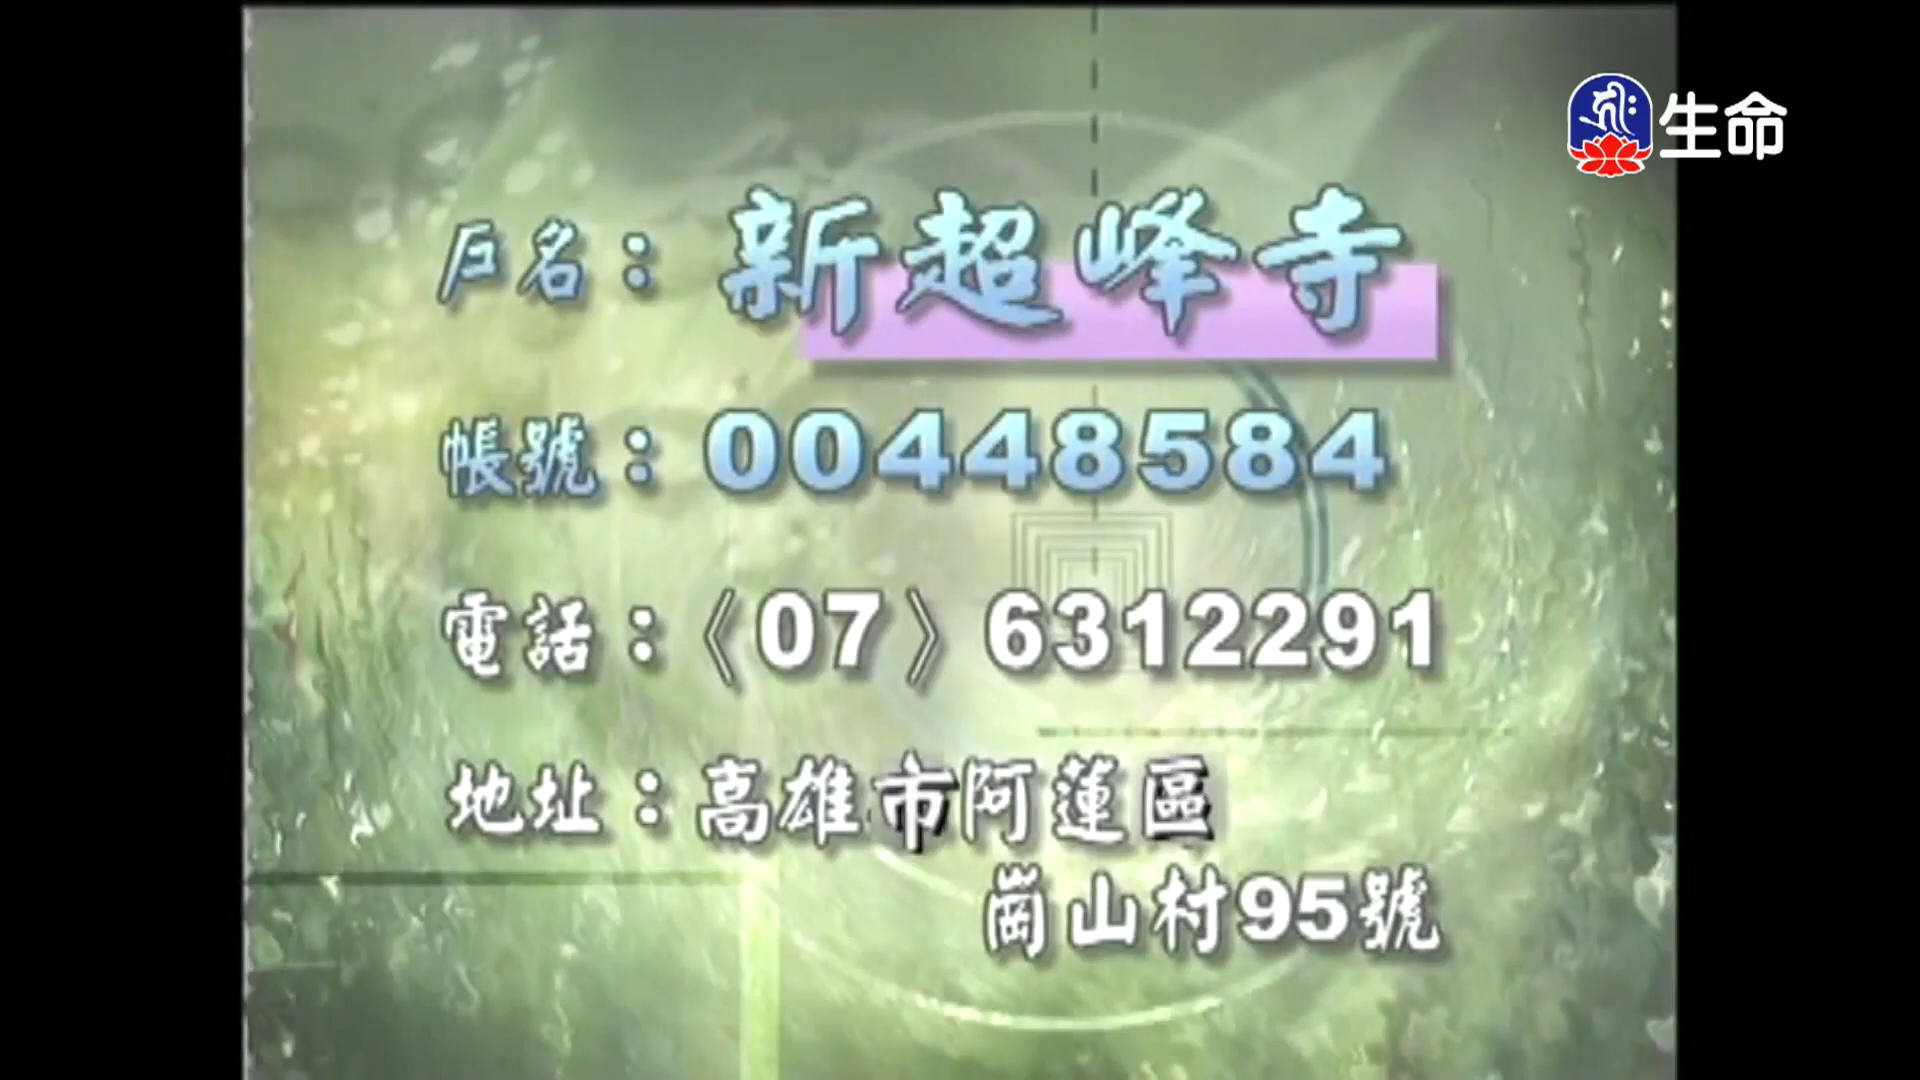 生命
戶名：新超峰寺
帳號：00448584
電話：〈07〉6312291
地址：高雄市阿蓮區
崗山村95號